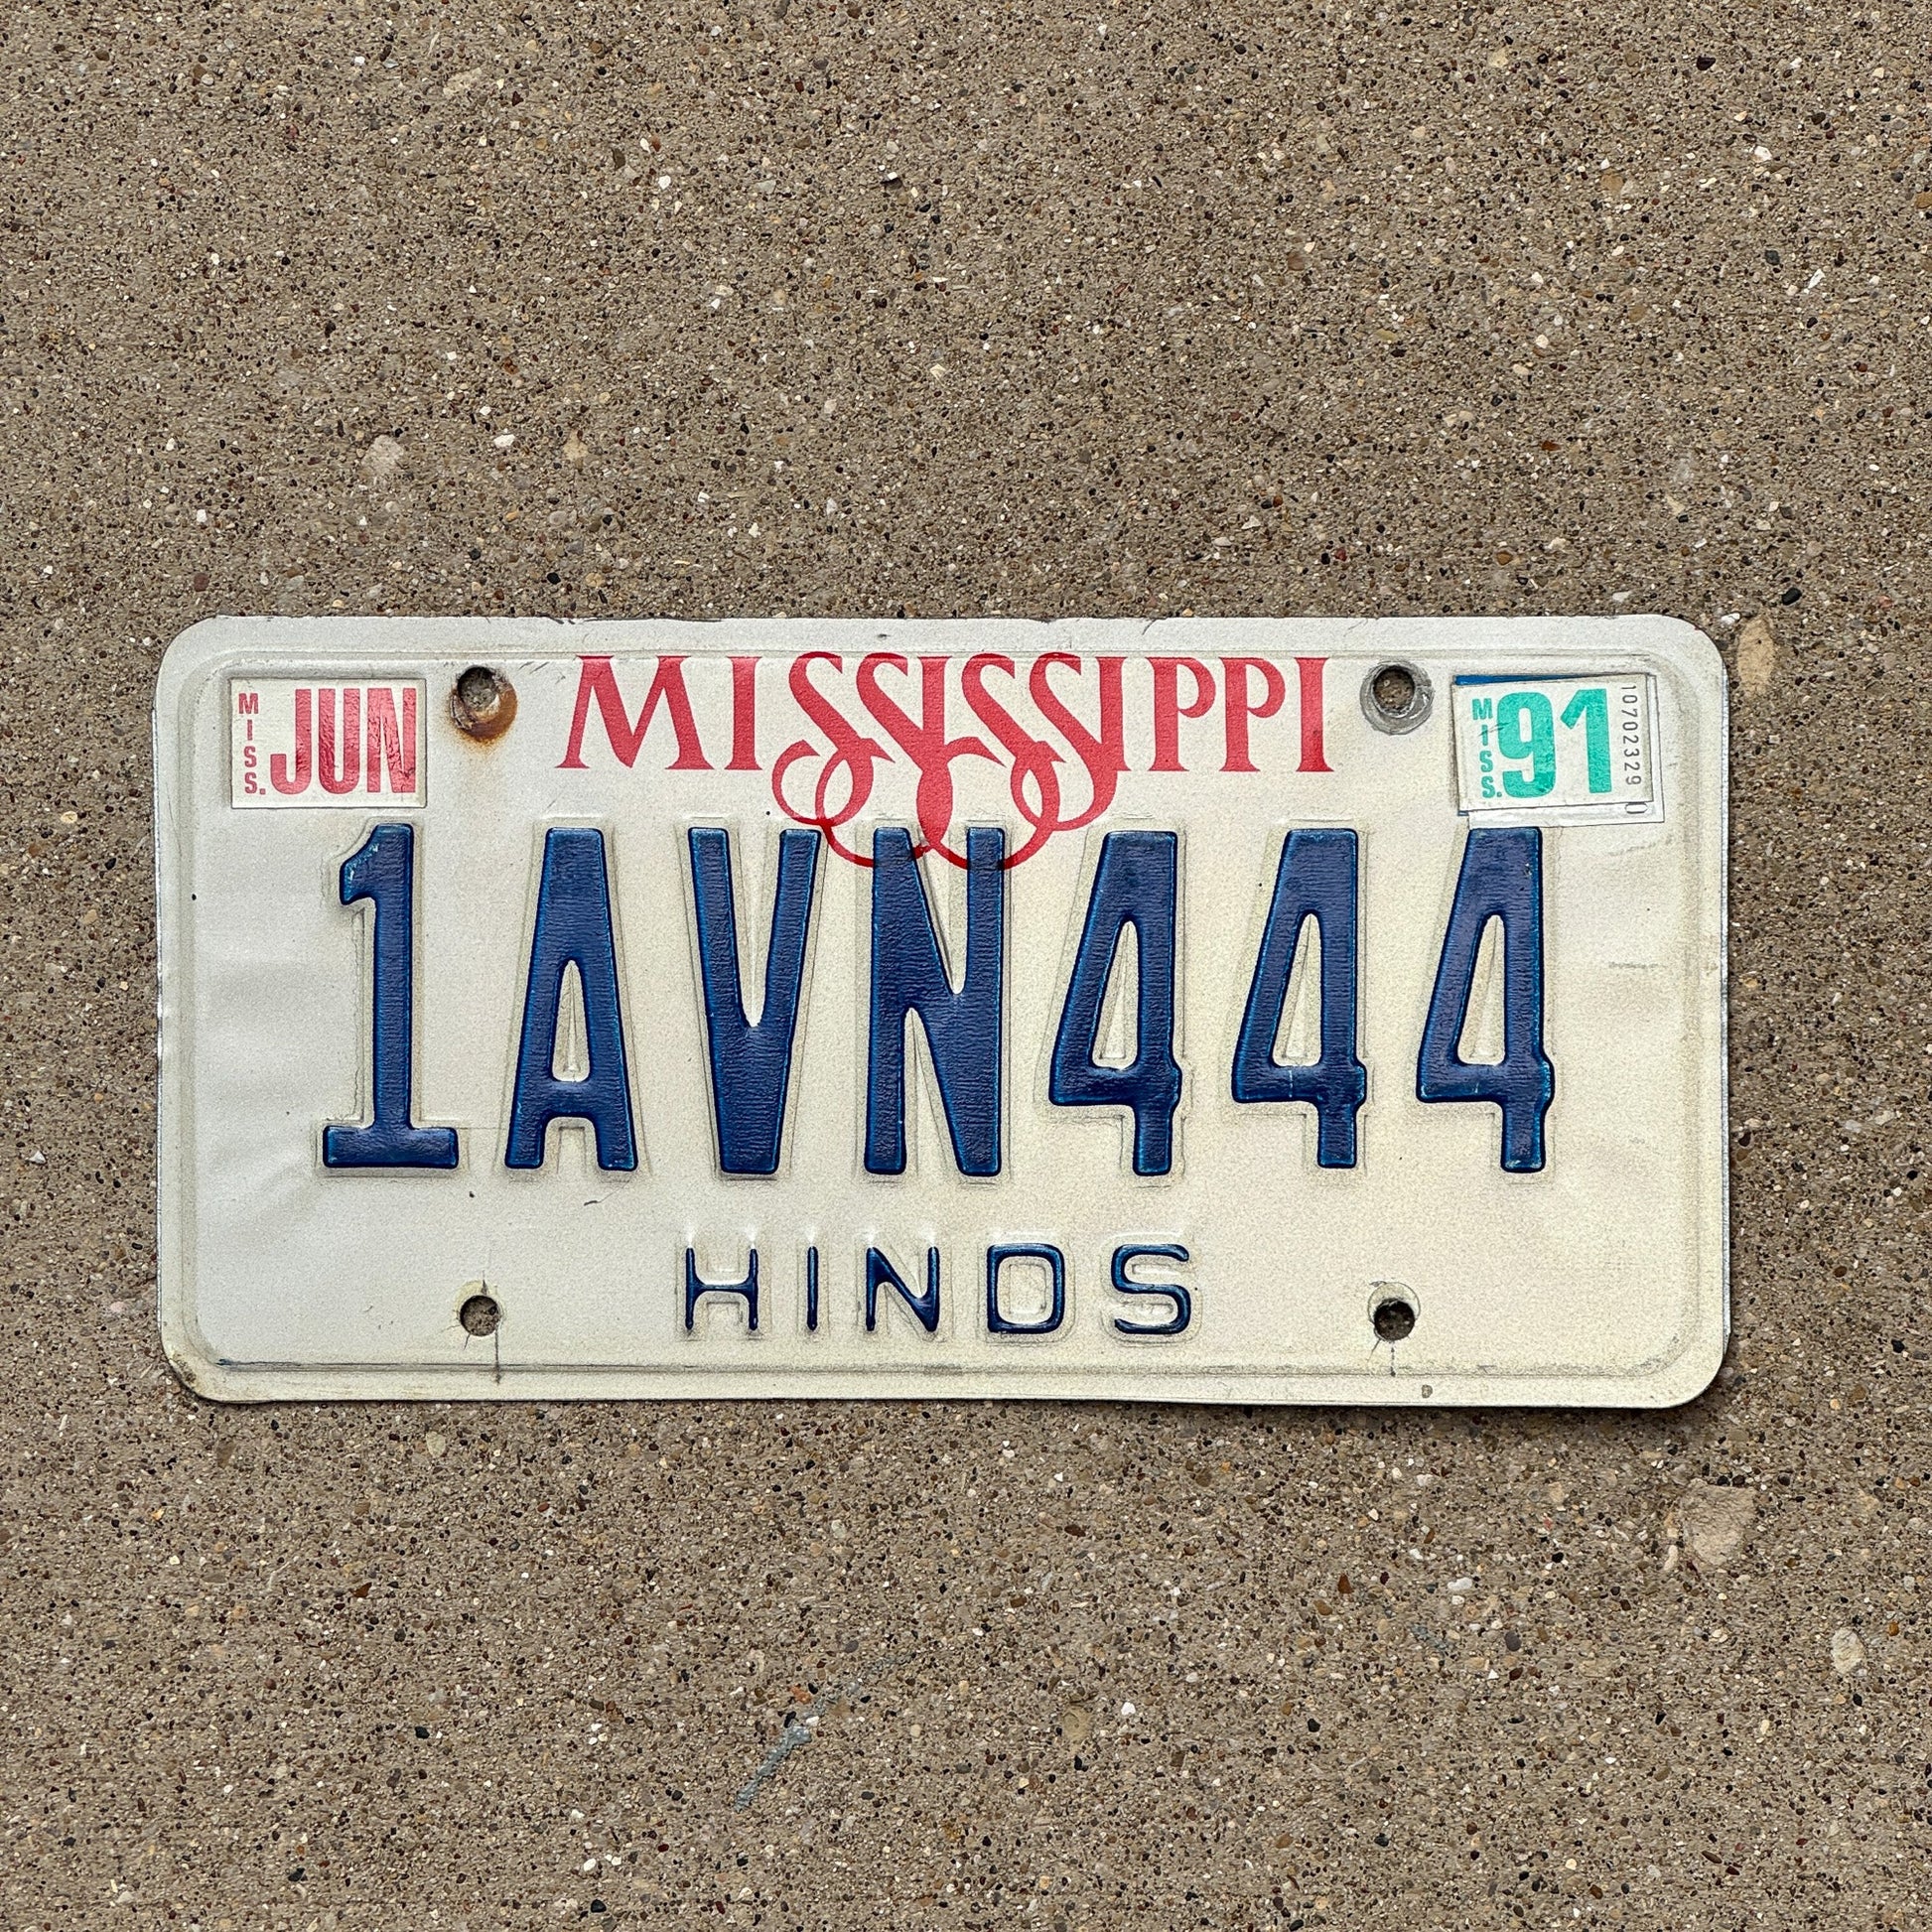 MISSISSIPPI
MISS. JUN
MISS. 91 10702329
1AVN444
HINDS